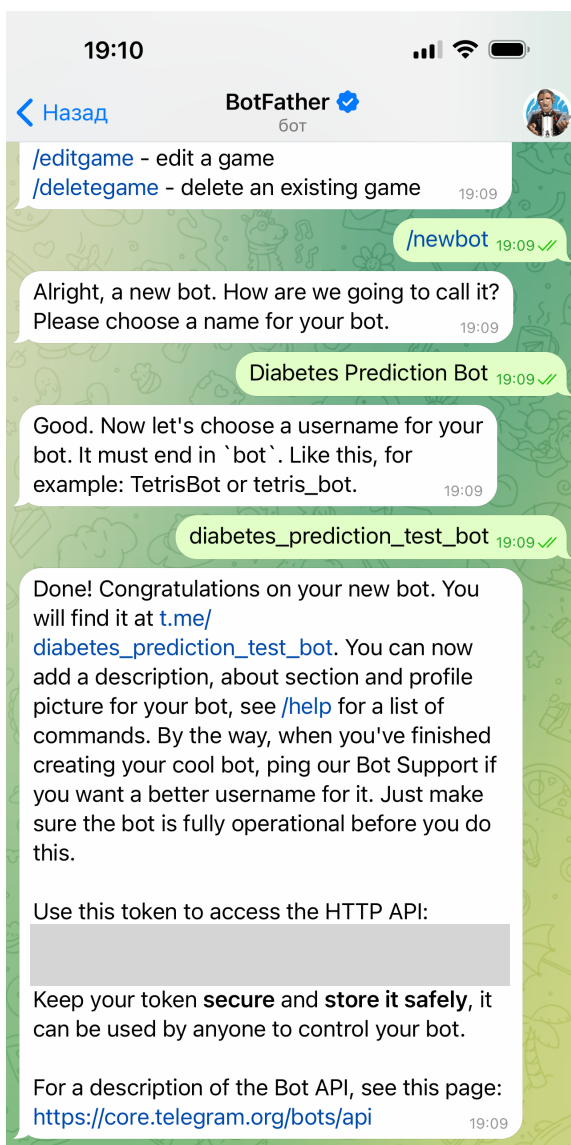 19:10
Назад
BotFather
бот
/editgame - edit a game
/deletegame - delete an existing game
19:09
/newbot 19:09
Alright, a new bot. How are we going to call it?
Please choose a name for your bot.
19:09
Diabetes Prediction Bot 19:09
Good. Now let's choose a username for your
bot. It must end in `bot`. Like this, for
example: TetrisBot or tetris_bot.
19:09
diabetes_prediction_test_bot 19:09
Done! Congratulations on your new bot. You
will find it at t.me/
diabetes_prediction_test_bot. You can now
add a description, about section and profile
picture for your bot, see /help for a list of
commands. By the way, when you've finished
creating your cool bot, ping our Bot Support if
you want a better username for it. Just make
sure the bot is fully operational before you do
this.
Use this token to access the HTTP API:
Keep your token secure and store it safely, it
can be used by anyone to control your bot.
For a description of the Bot API, see this page:
https://core.telegram.org/bots/api
19:09